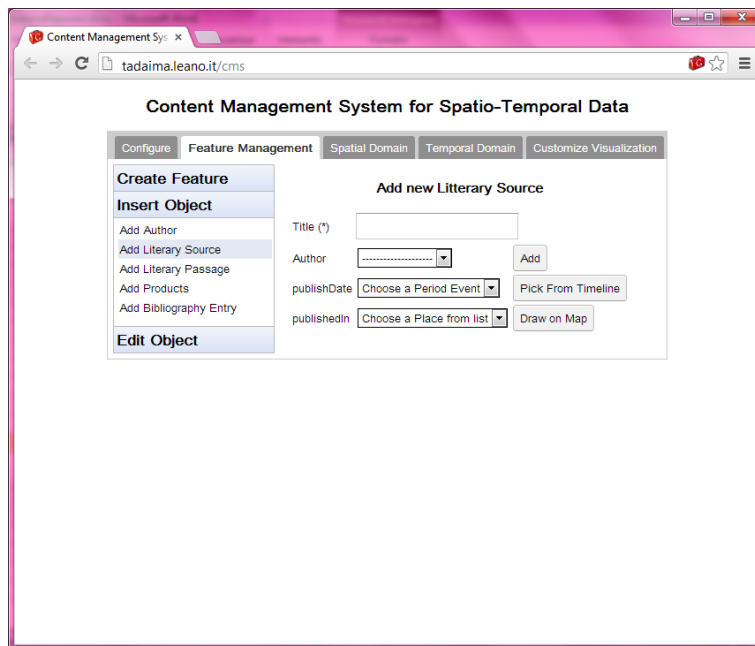 Content Management Sys
tadaima.leano.it/cms
Content Management System for Spatio-Temporal Data
Configure Feature Management Spatial Domain Temporal Domain Customize Visualization
Create Feature
Insert Object
Add Author
Add Literary Source
Add Literary Passage
Add Products
Add Bibliography Entry
Edit Object
Add new Litterary Source
Title (*)
Author -------------------- Add
publishDate Choose a Period Event Pick From Timeline
publishedIn Choose a Place from list Draw on Map